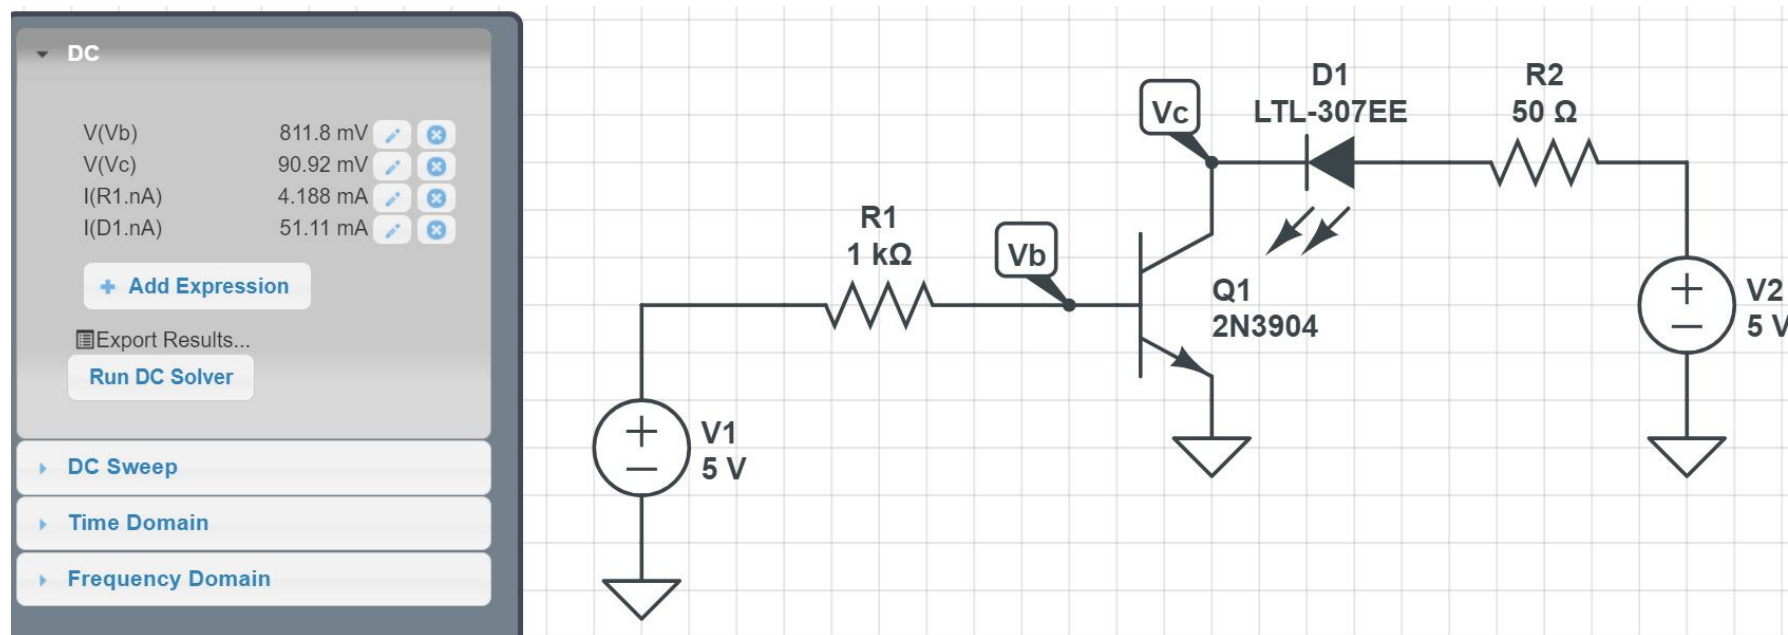 DC
V(Vb) 811.8 mV
V(Vc) 90.92 mV
I(R1.nA) 4.188 mA
I(D1.nA) 51.11 mA
+ Add Expression
Export Results...
Run DC Solver
DC Sweep
Time Domain
Frequency Domain
D1
LTL-307EE
R2
50 Ω
Vc
R1
1 kΩ
Vb
Q1
2N3904
V2
5 V
V1
5 V